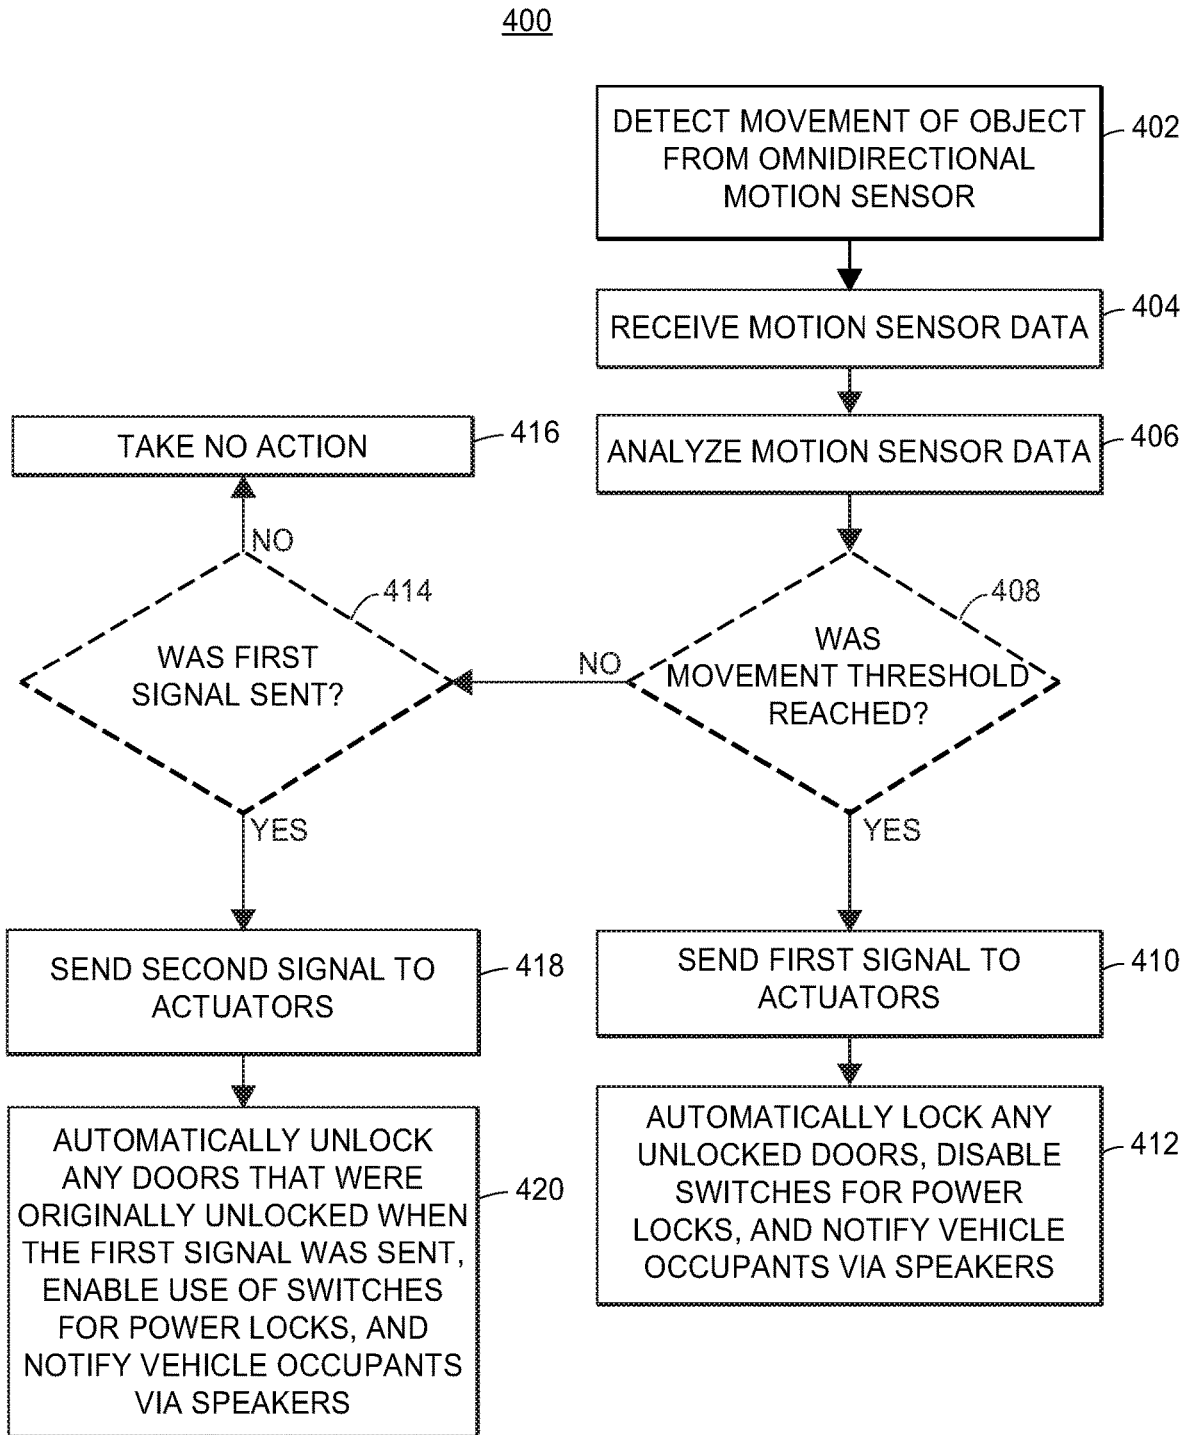 400
DETECT MOVEMENT OF OBJECT
FROM OMNIDIRECTIONAL
MOTION SENSOR
402
RECEIVE MOTION SENSOR DATA
404
ANALYZE MOTION SENSOR DATA
406
TAKE NO ACTION
416
NO
414
WAS FIRST
SIGNAL SENT?
YES
NO
408
WAS
MOVEMENT THRESHOLD
REACHED?
YES
SEND SECOND SIGNAL TO
ACTUATORS
418
SEND FIRST SIGNAL TO
ACTUATORS
410
AUTOMATICALLY UNLOCK
ANY DOORS THAT WERE
ORIGINALLY UNLOCKED WHEN
THE FIRST SIGNAL WAS SENT,
ENABLE USE OF SWITCHES
FOR POWER LOCKS, AND
NOTIFY VEHICLE OCCUPANTS
VIA SPEAKERS
420
AUTOMATICALLY LOCK ANY
UNLOCKED DOORS, DISABLE
SWITCHES FOR POWER
LOCKS, AND NOTIFY VEHICLE
OCCUPANTS VIA SPEAKERS
412